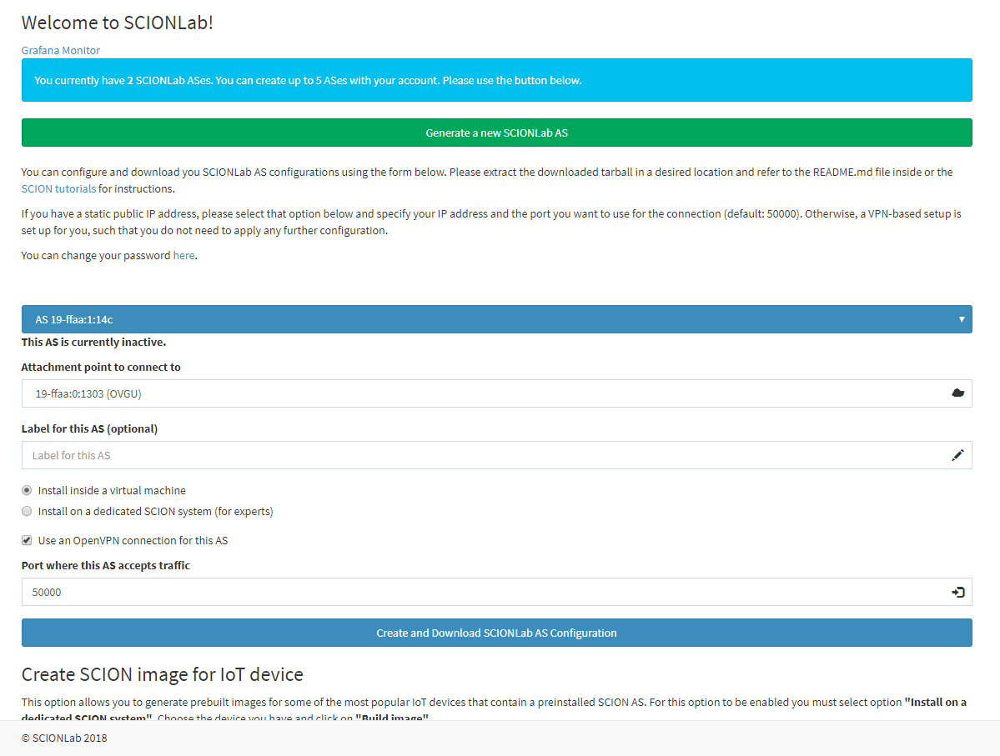 Welcome to SCIONLab!
Grafana Monitor
You currently have 2 SCIONLab ASes. You can create up to 5 ASes with your account. Please use the button below.
Generate a new SCIONLab AS
You can configure and download you SCIONLab AS configurations using the form below. Please extract the downloaded tarball in a desired location and refer to the README.md file inside or the
SCION tutorials for instructions.
If you have a static public IP address, please select that option below and specify your IP address and the port you want to use for the connection (default: 50000). Otherwise, a VPN-based setup is
set up for you, such that you do not need to apply any further configuration.
You can change your password here.
AS 19-ffaa:1:14c
This AS is currently inactive.
Attachment point to connect to
19-ffaa:0:1303 (OVGU)
Label for this AS (optional)
Label for this AS
Install inside a virtual machine
Install on a dedicated SCION system (for experts)
Use an OpenVPN connection for this AS
Port where this AS accepts traffic
50000
Create and Download SCIONLab AS Configuration
Create SCION image for IoT device
This option allows you to generate prebuilt images for some of the most popular IoT devices that contain a preinstalled SCION AS. For this option to be enabled you must select option "Install on a
dedicated SCION system". Choose the device you have and click on "Build image".
© SCIONLab 2018